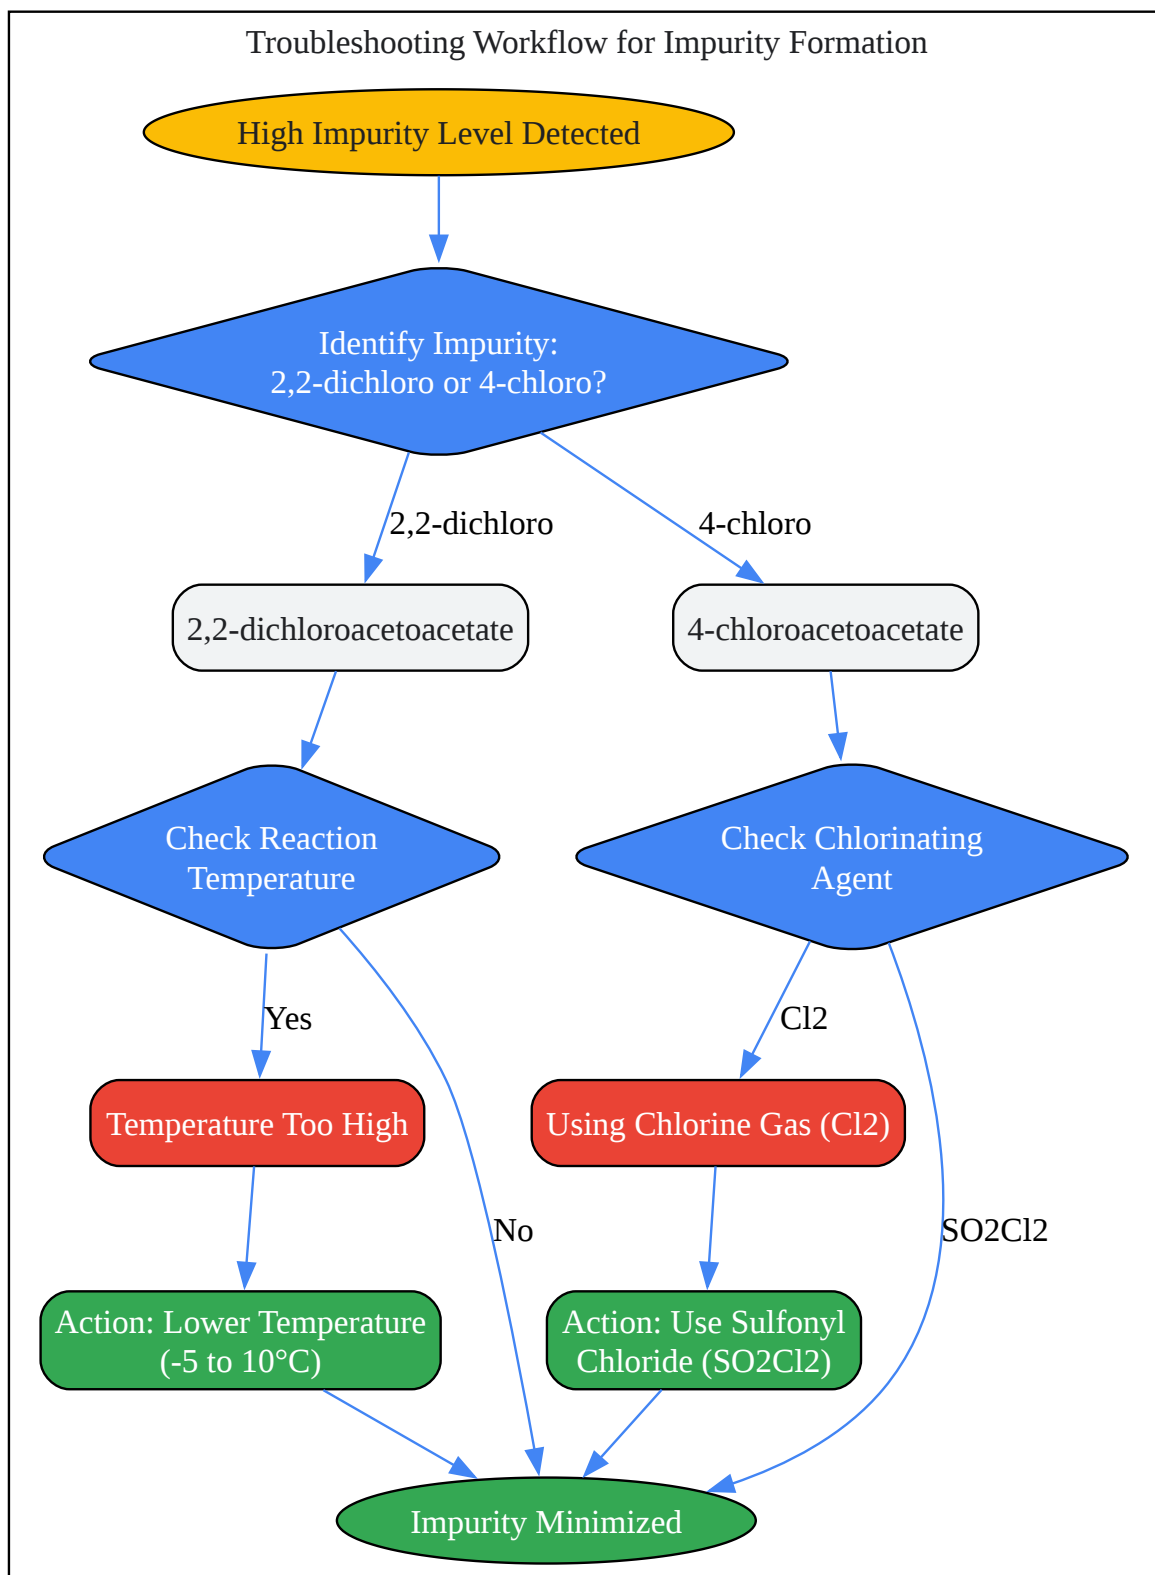 Troubleshooting Workflow for Impurity Formation
High Impurity Level Detected
Identify Impurity:
2,2-dichloro or 4-chloro?
2,2-dichloro
4-chloro
2,2-dichloroacetoacetate
4-chloroacetoacetate
Check Reaction
Temperature
Check Chlorinating
Agent
Yes
Cl2
Temperature Too High
Using Chlorine Gas (Cl2)
No
SO2Cl2
Action: Lower Temperature
(-5 to 10°C)
Action: Use Sulfonyl
Chloride (SO2Cl2)
Impurity Minimized